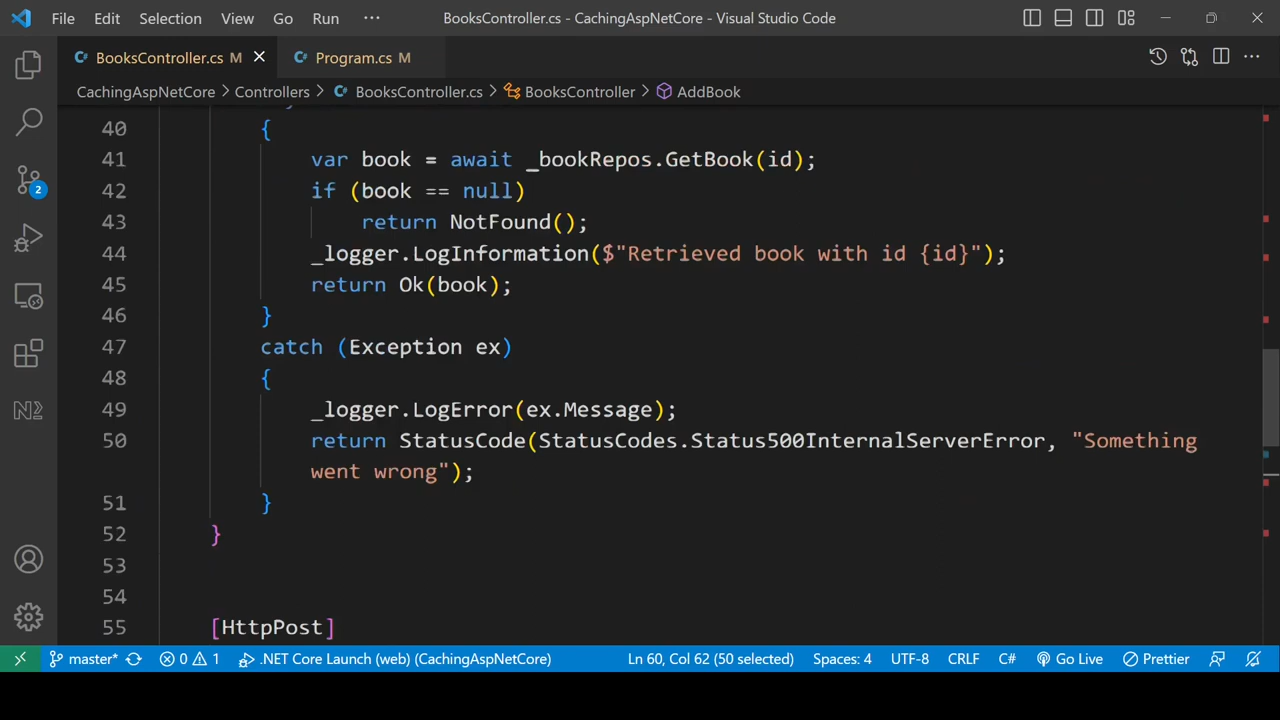 File Edit Selection View Go Run ··· BooksController.cs - CachingAspNetCore - Visual Studio Code
BooksController.cs M Program.cs M
CachingAspNetCore > Controllers > BooksController.cs > BooksController > AddBook
40 {
41 var book = await _bookRepos.GetBook(id);
42 if (book == null)
43 return NotFound();
44 _logger.LogInformation($"Retrieved book with id {id}");
45 return Ok(book);
46 }
47 catch (Exception ex)
48 {
49 _logger.LogError(ex.Message);
50 return StatusCode(StatusCodes.Status500InternalServerError, "Something
went wrong");
51 }
52 }
53
54
55 [HttpPost]
2
master* 0 1 .NET Core Launch (web) (CachingAspNetCore) Ln 60, Col 62 (50 selected) Spaces: 4 UTF-8 CRLF C# Go Live Prettier